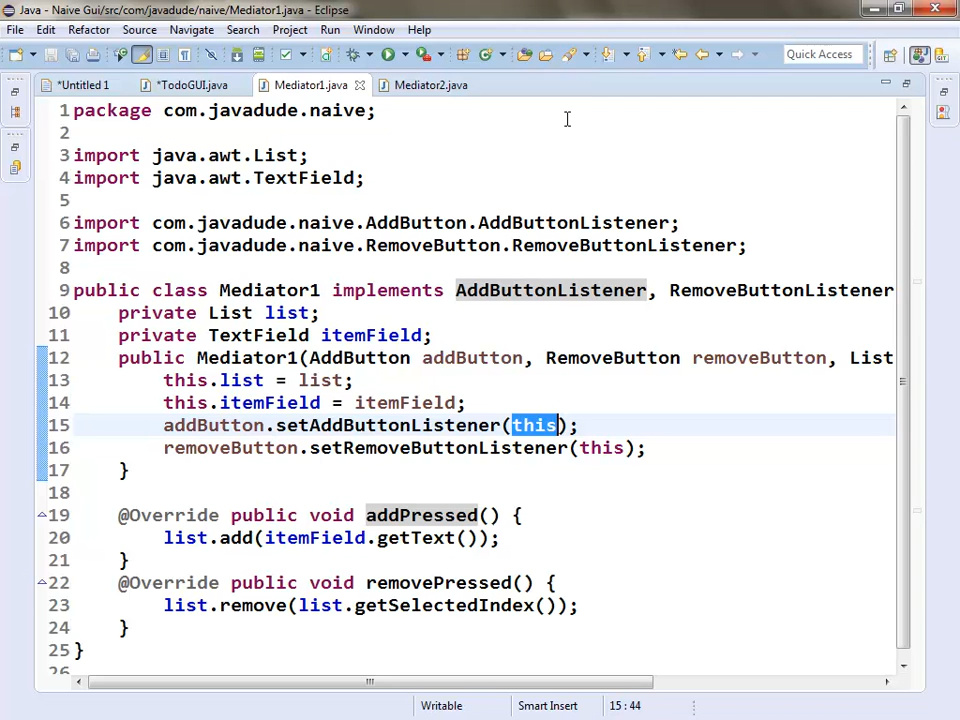 Java - Naive Gui/src/com/javadude/naive/Mediator1.java - Eclipse
File Edit Refactor Source Navigate Search Project Run Window Help
Quick Access
*Untitled 1 *TodoGUI.java Mediator1.java Mediator2.java
1 package com.javadude.naive;
2
3 import java.awt.List;
4 import java.awt.TextField;
5
6 import com.javadude.naive.AddButton.AddButtonListener;
7 import com.javadude.naive.RemoveButton.RemoveButtonListener;
8
9 public class Mediator1 implements AddButtonListener, RemoveButtonListener
10 private List list;
11 private TextField itemField;
12 public Mediator1(AddButton addButton, RemoveButton removeButton, List
13 this.list = list;
14 this.itemField = itemField;
15 addButton.setAddButtonListener(this);
16 removeButton.setRemoveButtonListener(this);
17 }
18
19 @Override public void addPressed() {
20 list.add(itemField.getText());
21 }
22 @Override public void removePressed() {
23 list.remove(list.getSelectedIndex());
24 }
25 }
26
Writable Smart Insert 15 : 44